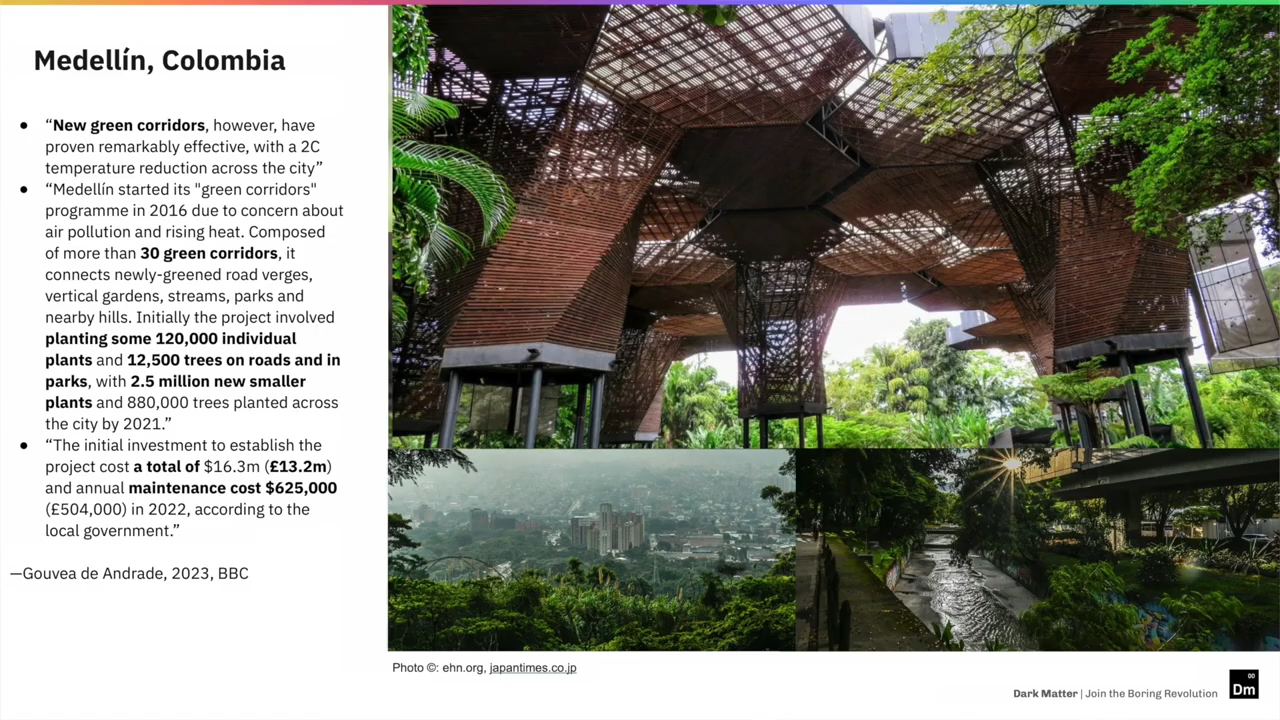 Medellín, Colombia
● “New green corridors, however, have
proven remarkably effective, with a 2C
temperature reduction across the city”
● “Medellín started its "green corridors"
programme in 2016 due to concern about
air pollution and rising heat. Composed
of more than 30 green corridors, it
connects newly-greened road verges,
vertical gardens, streams, parks and
nearby hills. Initially the project involved
planting some 120,000 individual
plants and 12,500 trees on roads and in
parks, with 2.5 million new smaller
plants and 880,000 trees planted across
the city by 2021.”
● “The initial investment to establish the
project cost a total of $16.3m (£13.2m)
and annual maintenance cost $625,000
(£504,000) in 2022, according to the
local government.”
—Gouvea de Andrade, 2023, BBC
Photo ©: ehn.org, japantimes.co.jp
Dark Matter | Join the Boring Revolution
00
Dm